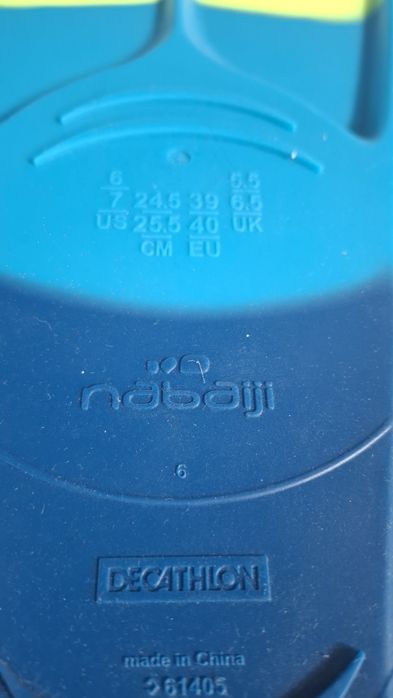 6 5.5
7 24.5 39 6.5
US 25.5 40 UK
CM EU
nabaiji
6
DECATHLON
made in China
61405